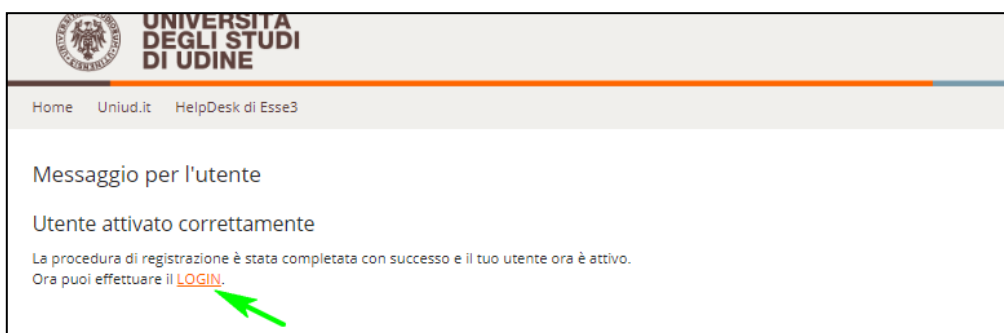 UNIVERSITÀ
DEGLI STUDI
DI UDINE
Home Uniud.it HelpDesk di Esse3
Messaggio per l'utente
Utente attivato correttamente
La procedura di registrazione è stata completata con successo e il tuo utente ora è attivo.
Ora puoi effettuare il LOGIN.